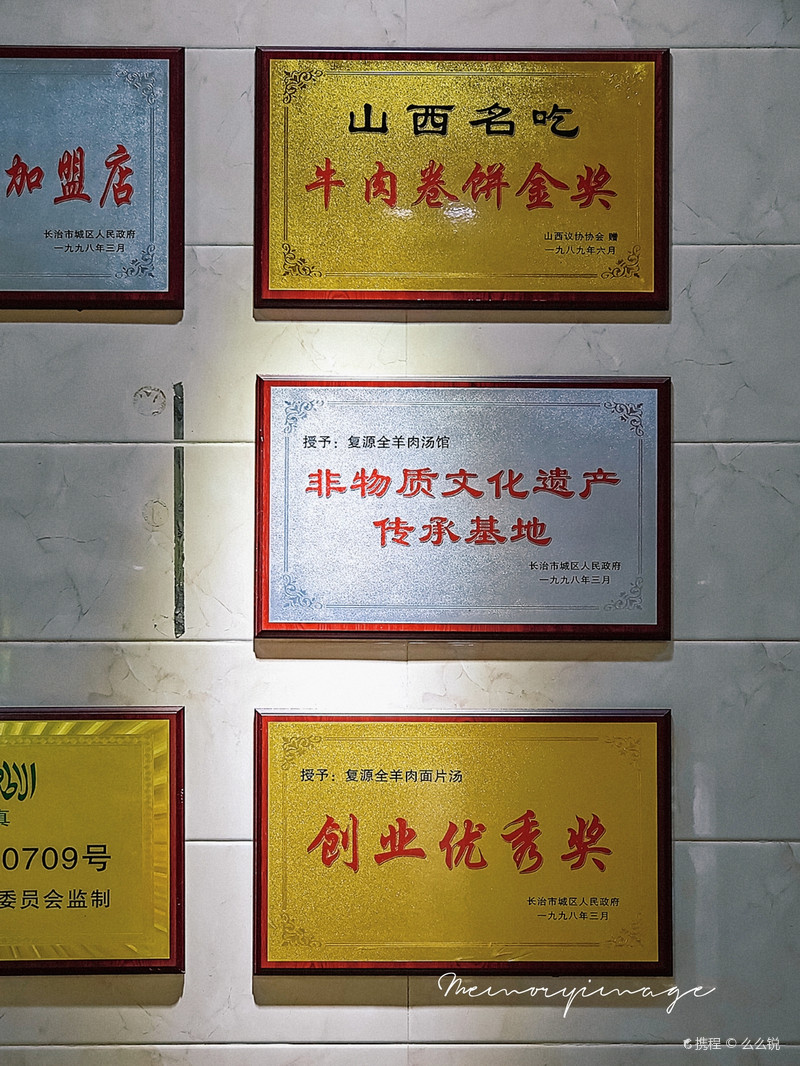 加盟店
长治市城区人民政府
一九九八年三月
山西名吃
牛肉卷饼金奖
山西议协协会 赠
一九八九年六月
授予：复源全羊肉汤馆
非物质文化遗产
传承基地
长治市城区人民政府
一九九八年三月
真
0709号
委员会监制
授予：复源全羊肉面片汤
创业优秀奖
长治市城区人民政府
一九九八年三月
Memoryimage
携程 © 么么锐